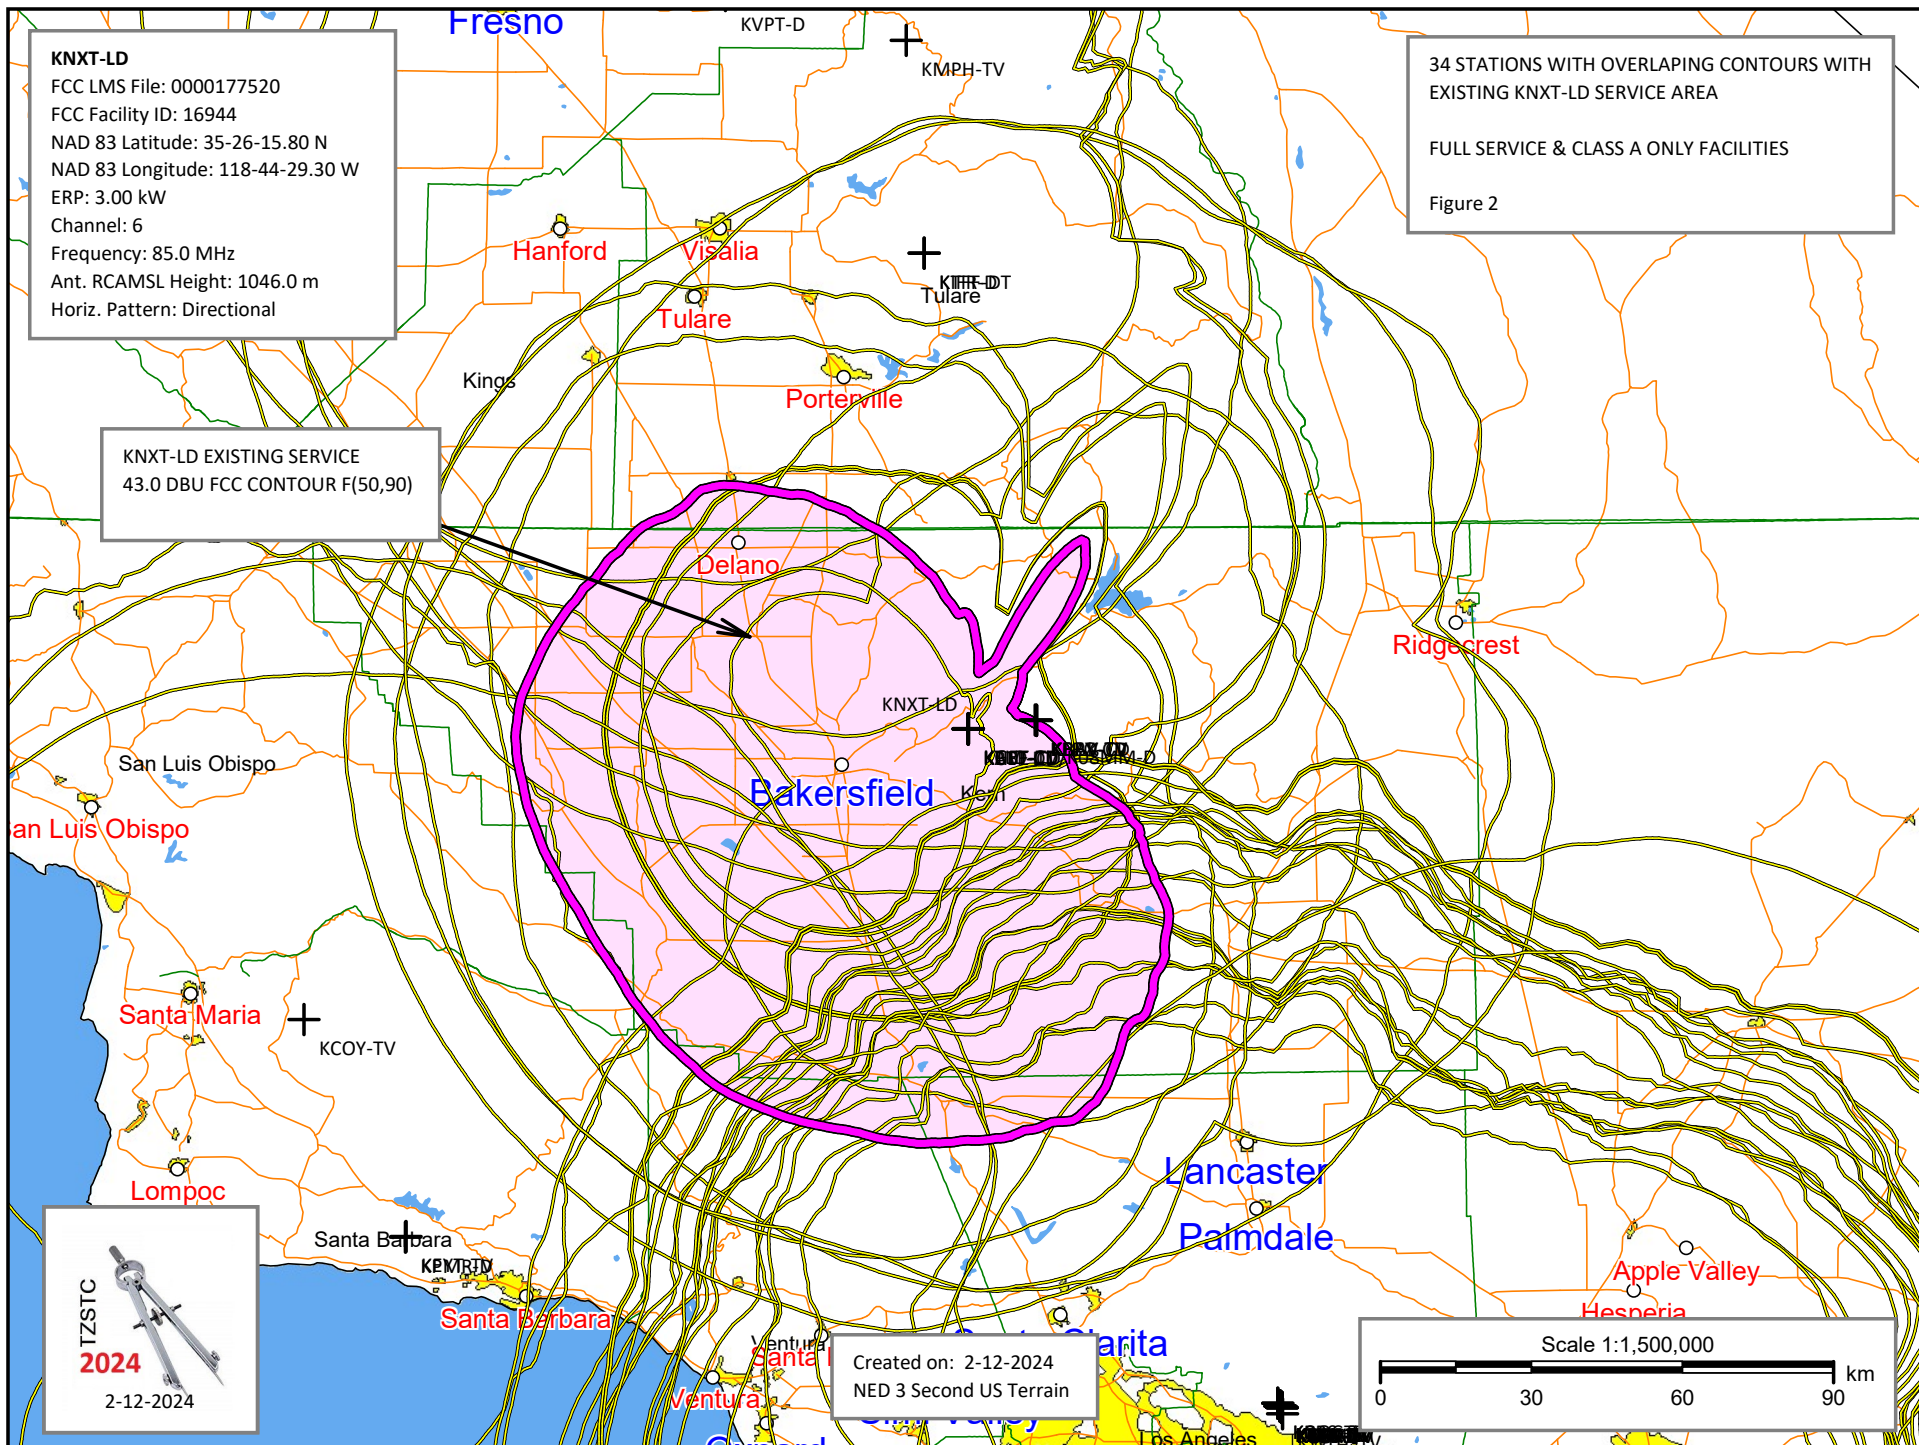 Fresno
KVPT-D
KMPH-TV
KNXT-LD
FCC LMS File: 0000177520
FCC Facility ID: 16944
NAD 83 Latitude: 35-26-15.80 N
NAD 83 Longitude: 118-44-29.30 W
ERP: 3.00 kW
Channel: 6
Frequency: 85.0 MHz
Ant. RCAMSL Height: 1046.0 m
Horiz. Pattern: Directional
34 STATIONS WITH OVERLAPING CONTOURS WITH
EXISTING KNXT-LD SERVICE AREA
FULL SERVICE & CLASS A ONLY FACILITIES
Figure 2
Hanford
Visalia
Tulare
Tulare
Kings
Porterville
KNXT-LD EXISTING SERVICE
43.0 DBU FCC CONTOUR F(50,90)
Delano
Ridgecrest
KNXT-LD
San Luis Obispo
Bakersfield
Kern
San Luis Obispo
Santa Maria
KCOY-TV
Lompoc
Lancaster
Palmdale
Santa Barbara
Santa Barbara
Apple Valley
Hesperia
Ventura
Santa
Ventura
Los Angeles
TZSTC
2024
2-12-2024
Created on: 2-12-2024
NED 3 Second US Terrain
Scale 1:1,500,000
km
0 30 60 90